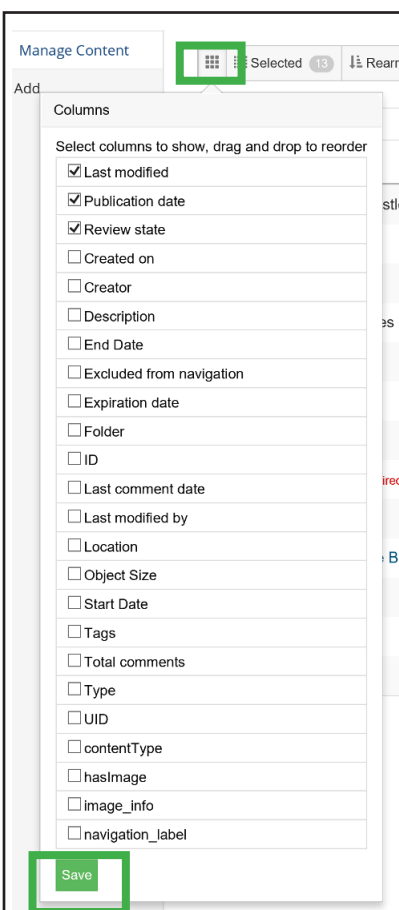 Manage Content
Selected 13
Add
Columns
Select columns to show, drag and drop to reorder
Last modified
Publication date
Review state
Created on
Creator
Description
End Date
Excluded from navigation
Expiration date
Folder
ID
Last comment date
Last modified by
Location
Object Size
Start Date
Tags
Total comments
Type
UID
contentType
hasImage
image_info
navigation_label
Save